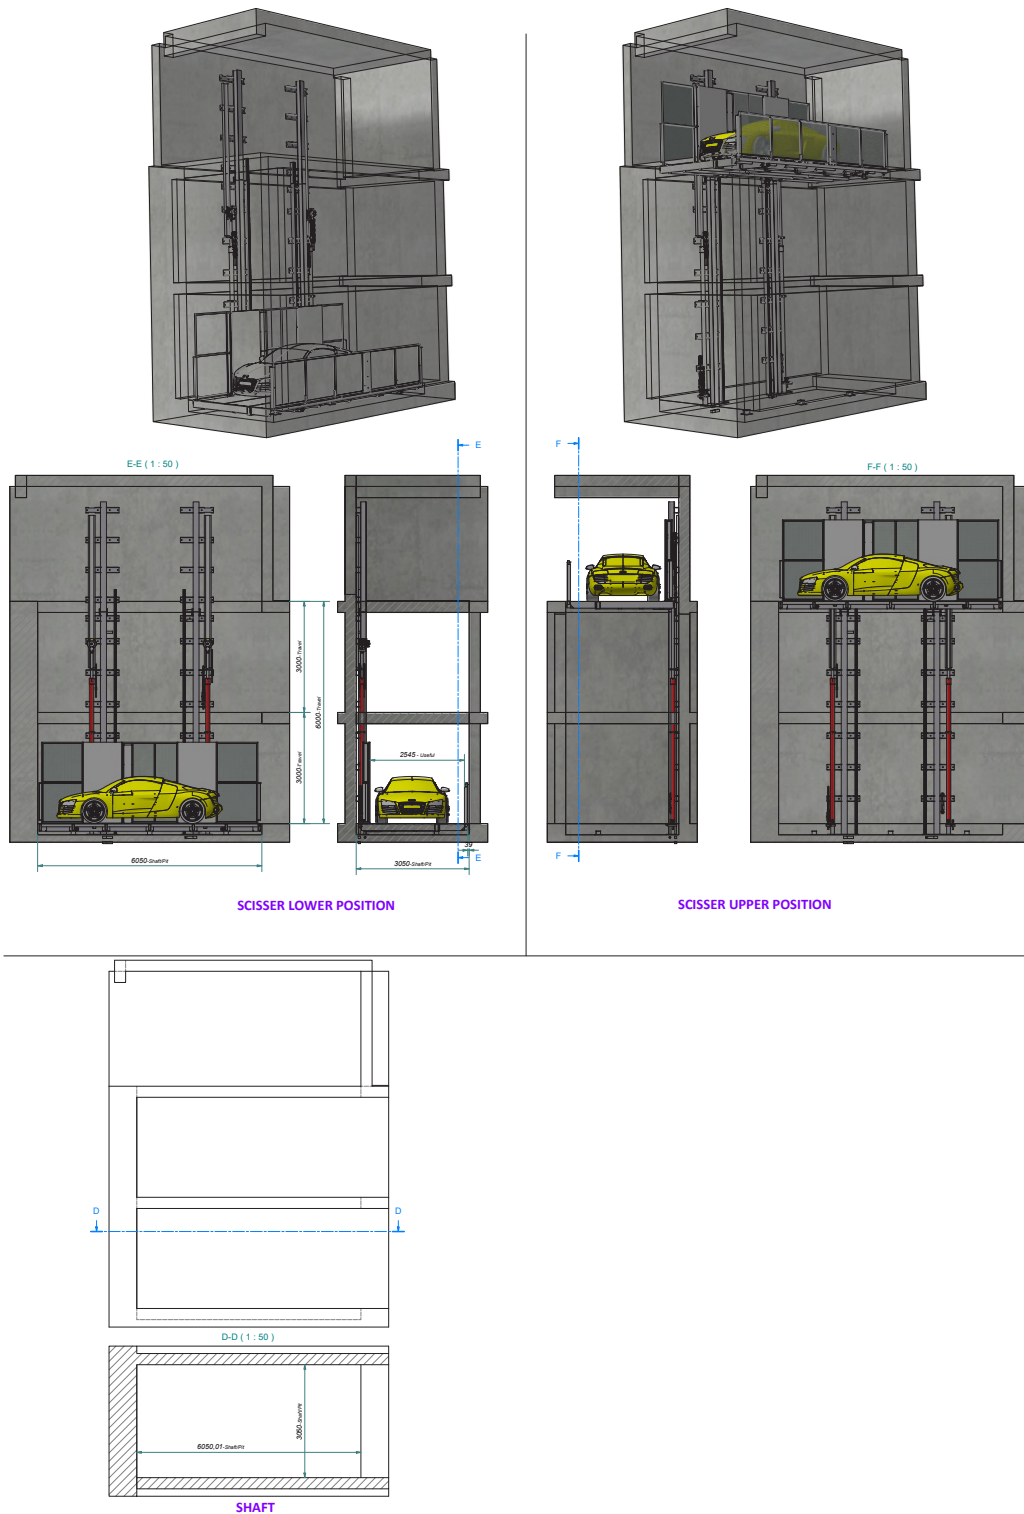 E
F
E-E ( 1 : 50 )
F-F ( 1 : 50 )
3000-Travel
6000-Travel
3000-Travel
2545 - Useful
39
E
F
6050-Shaft/Pit
3050-Shaft/Pit
SCISSER LOWER POSITION
SCISSER UPPER POSITION
D
D
D-D ( 1 : 50 )
3050-Shaft/Pit
6050,01-Shaft/Pit
SHAFT